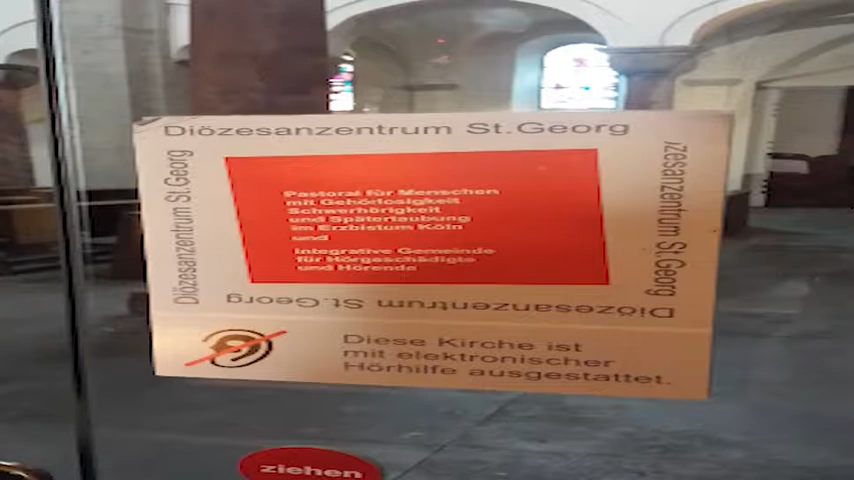 Diözesanzentrum St.Georg
Diözesanzentrum St.Georg
Pastoral für Menschen
mit Gehörlosigkeit
Schwerhörigkeit
und Spätertaubung
im Erzbistum Köln
und
Integrative Gemeinde
für Hörgeschädigte
und Hörende
izesanzentrum St.Georg
Diözesanzentrum St.Georg
Diese Kirche ist
mit elektronischer
Hörhilfe ausgestattet.
ziehen